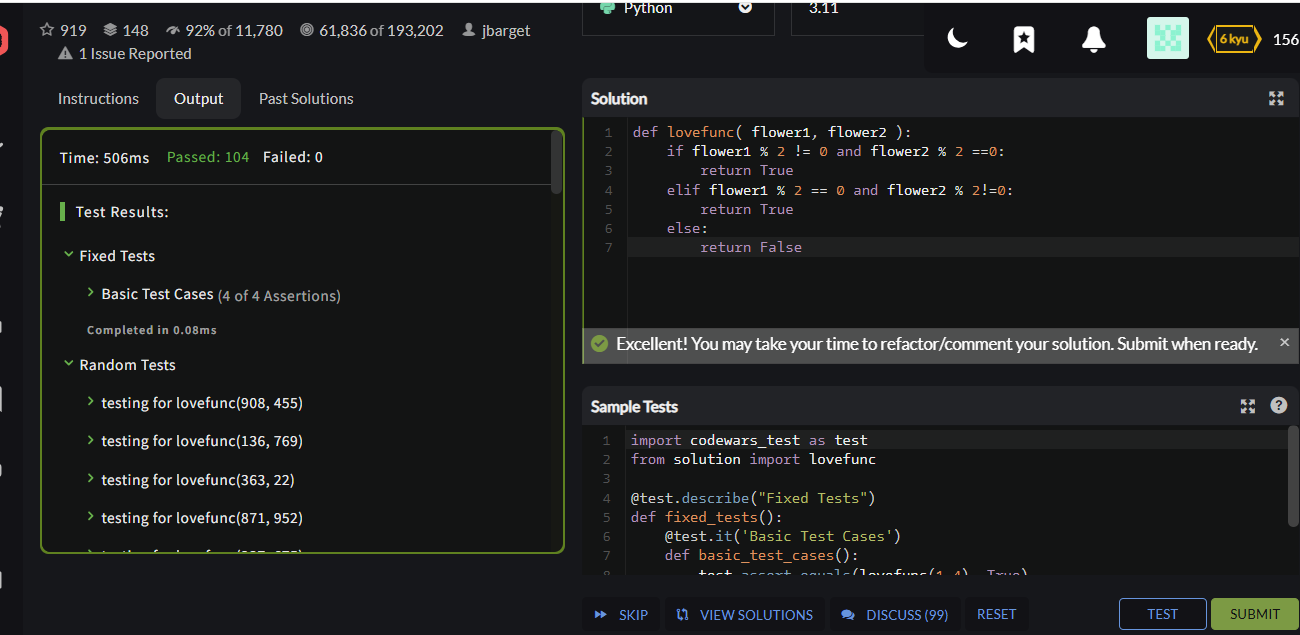 919 148 92% of 11,780 61,836 of 193,202 jbarget
1 Issue Reported
Python
3.11
6 kyu 156
Instructions Output Past Solutions
Time: 506ms Passed: 104 Failed: 0
Test Results:
Fixed Tests
Basic Test Cases (4 of 4 Assertions)
Completed in 0.08ms
Random Tests
testing for lovefunc(908, 455)
testing for lovefunc(136, 769)
testing for lovefunc(363, 22)
testing for lovefunc(871, 952)
Solution
1 def lovefunc( flower1, flower2 ):
2 if flower1 % 2 != 0 and flower2 % 2 ==0:
3 return True
4 elif flower1 % 2 == 0 and flower2 % 2!=0:
5 return True
6 else:
7 return False
Excellent! You may take your time to refactor/comment your solution. Submit when ready.
Sample Tests
1 import codewars_test as test
2 from solution import lovefunc
3
4 @test.describe("Fixed Tests")
5 def fixed_tests():
6 @test.it('Basic Test Cases')
7 def basic_test_cases():
8 test.assert_equals(lovefunc(1,4), True)
SKIP VIEW SOLUTIONS DISCUSS (99) RESET TEST SUBMIT